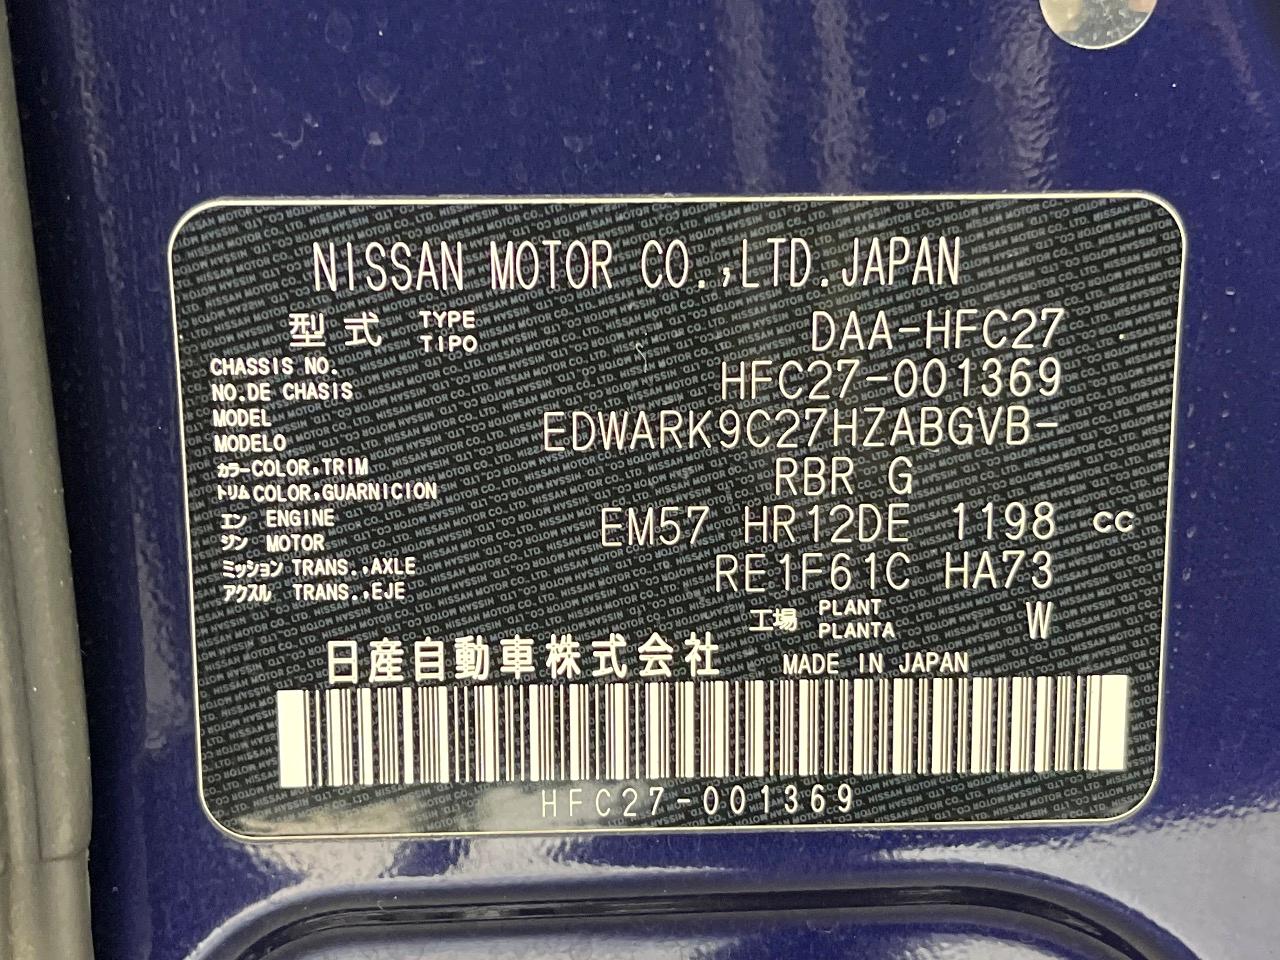 NISSAN MOTOR CO.,LTD.JAPAN
型式 TYPE TIPO DAA-HFC27
CHASSIS NO.
NO.DE CHASIS HFC27-001369
MODEL
MODELO EDWARK9C27HZABGVB-
カラー COLOR,TRIM
トリム COLOR,GUARNICION RBR G
エン ENGINE
ジン MOTOR EM57 HR12DE 1198 cc
ミッション TRANS.,AXLE
アクスル TRANS.,EJE RE1F61C HA73
工場 PLANT PLANTA W
日産自動車株式会社 MADE IN JAPAN
HFC27-001369